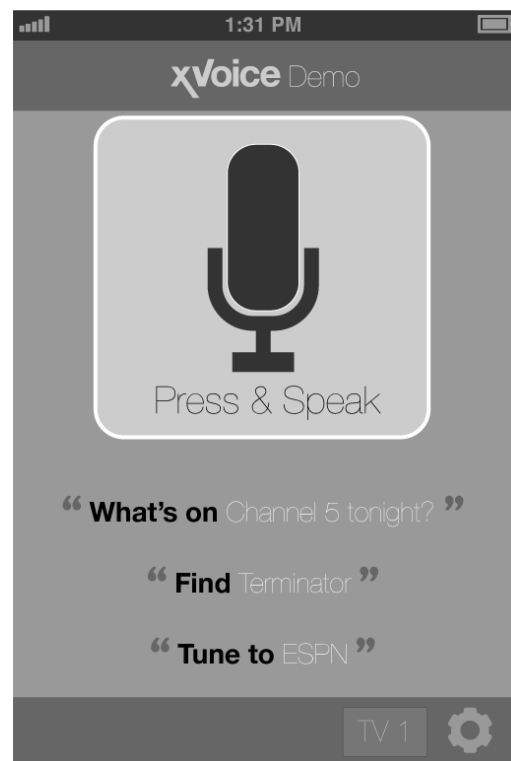 1:31 PM
xVoice Demo
Press & Speak
“ What’s on Channel 5 tonight? ”
“ Find Terminator ”
“ Tune to ESPN ”
TV 1